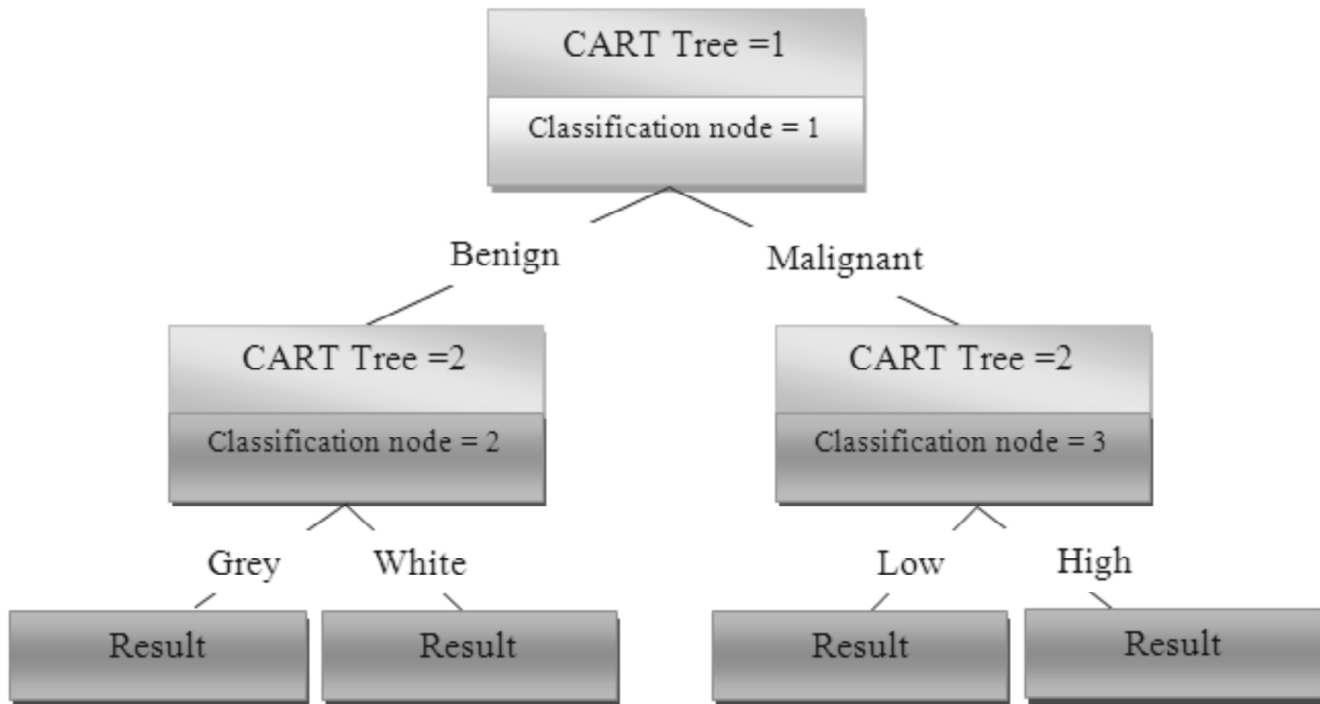 CART Tree =1
Classification node = 1
Benign
Malignant
CART Tree =2
Classification node = 2
CART Tree =2
Classification node = 3
Grey
White
Low
High
Result
Result
Result
Result